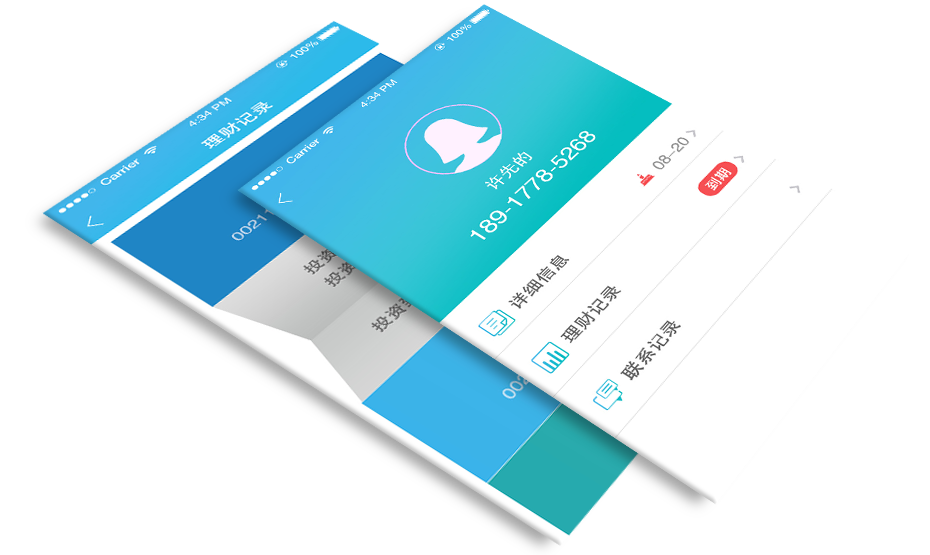 Carrier 4:34 PM 100%
理财记录
0021-
投资
投资
投资
002
Carrier 4:34 PM 100%
许先的
189-1778-5268
详细信息 08-20
理财记录 到期
联系记录